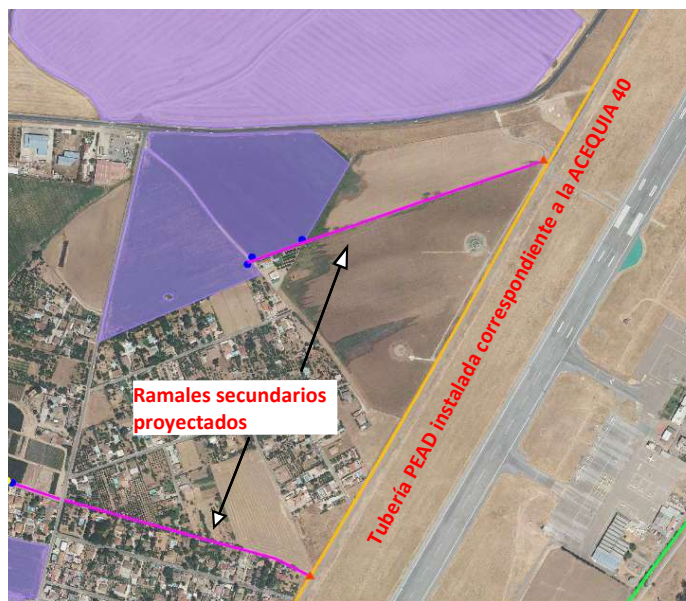 Tubería PEAD instalada correspondiente a la ACEQUIA 40
Ramales secundarios
proyectados